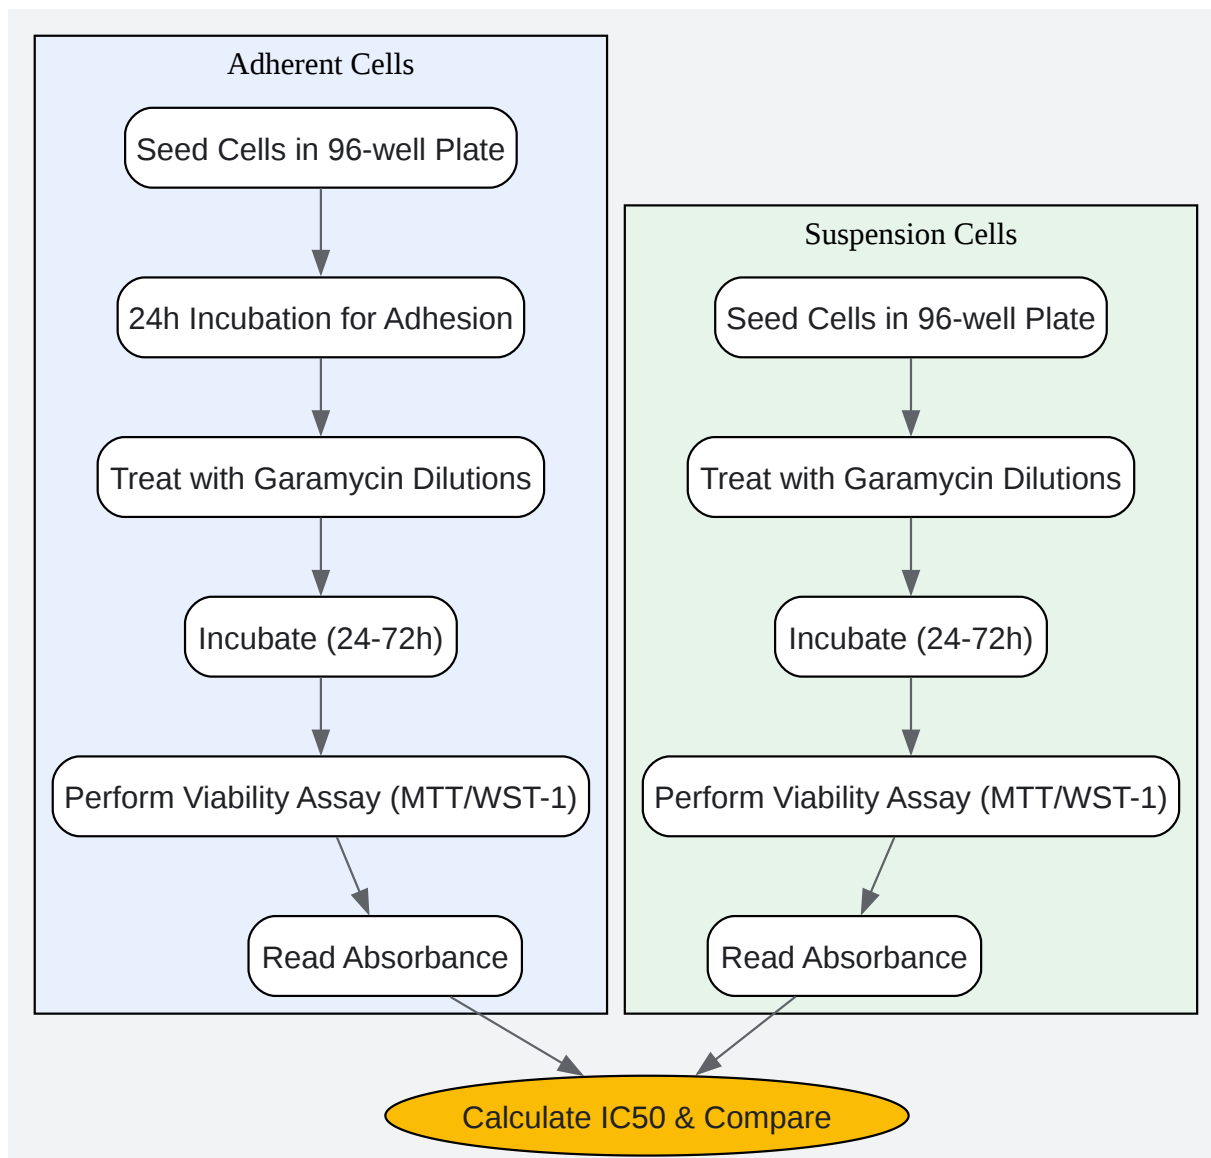 Adherent Cells
Seed Cells in 96-well Plate
24h Incubation for Adhesion
Treat with Garamycin Dilutions
Incubate (24-72h)
Perform Viability Assay (MTT/WST-1)
Read Absorbance
Suspension Cells
Seed Cells in 96-well Plate
Treat with Garamycin Dilutions
Incubate (24-72h)
Perform Viability Assay (MTT/WST-1)
Read Absorbance
Calculate IC50 & Compare